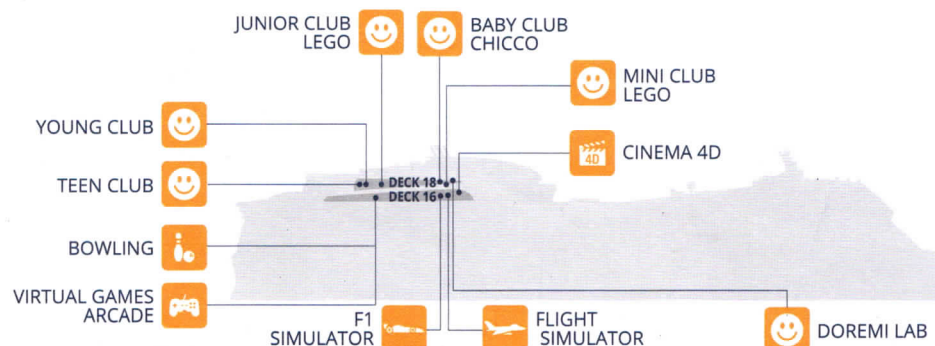 JUNIOR CLUB
LEGO
BABY CLUB
CHICCO
MINI CLUB
LEGO
YOUNG CLUB
CINEMA 4D
4D
TEEN CLUB
DECK 18
DECK 16
BOWLING
VIRTUAL GAMES
ARCADE
F1
SIMULATOR
FLIGHT
SIMULATOR
DOREMI LAB